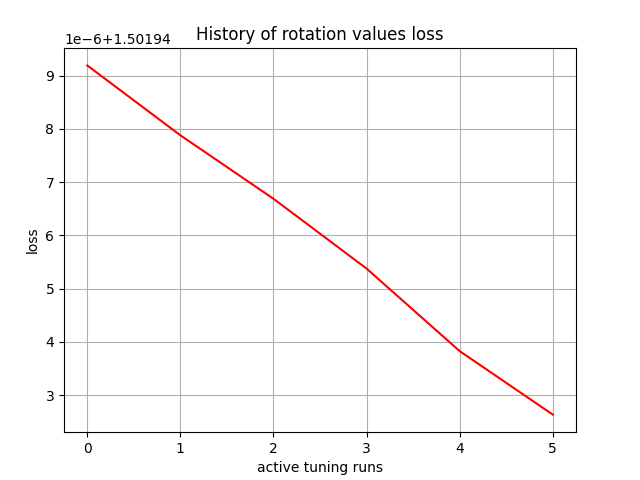 History of rotation values loss
1e−6+1.50194
9
8
7
6
5
4
3
loss
0 1 2 3 4 5
active tuning runs